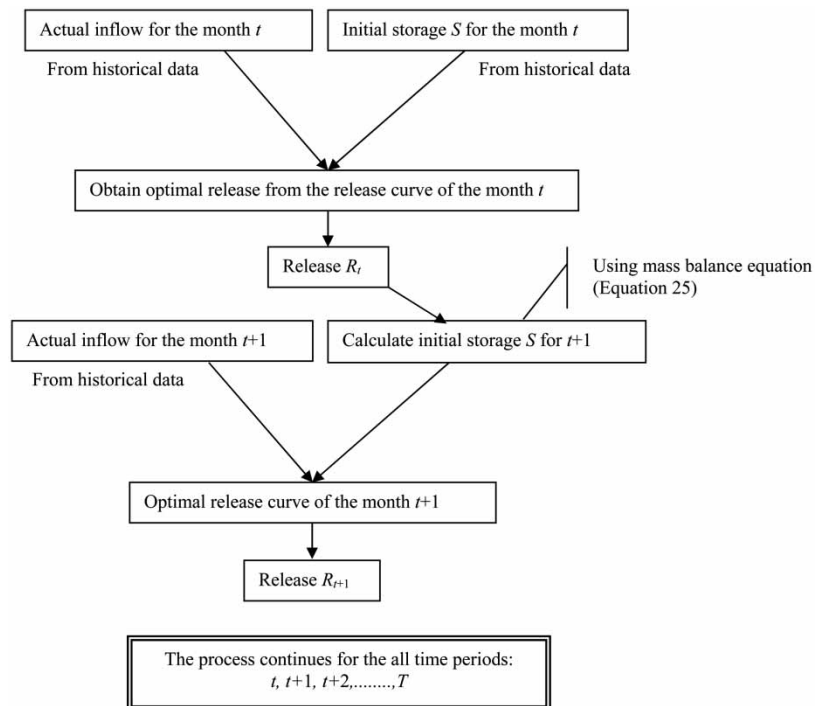 Actual inflow for the month t
Initial storage S for the month t
From historical data
From historical data
Obtain optimal release from the release curve of the month t
Release Rt
Using mass balance equation
(Equation 25)
Actual inflow for the month t+1
Calculate initial storage S for t+1
From historical data
Optimal release curve of the month t+1
Release Rt+1
The process continues for the all time periods:
t, t+1, t+2,........,T